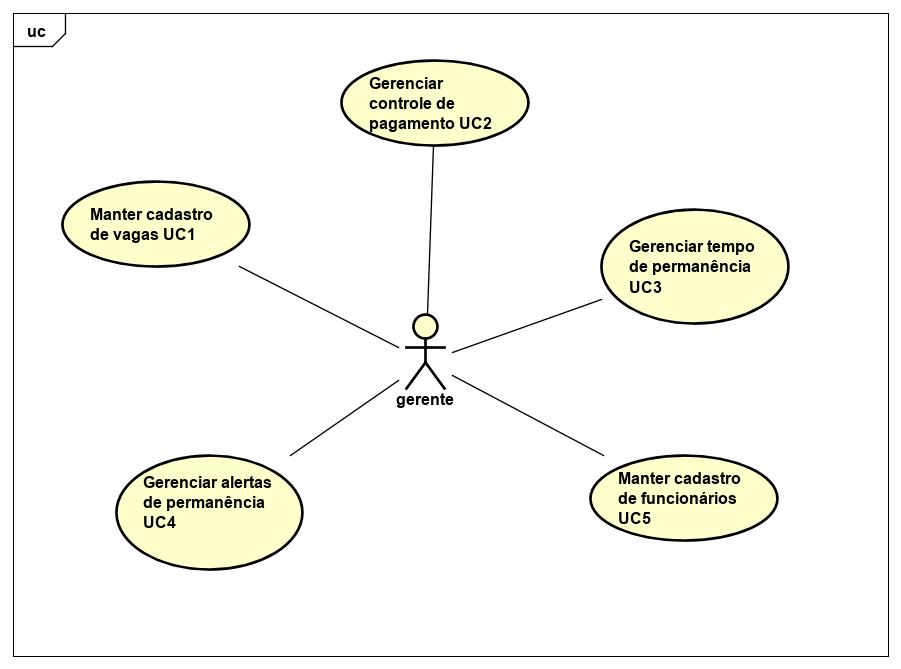 uc
Gerenciar
controle de
pagamento UC2
Manter cadastro
de vagas UC1
Gerenciar tempo
de permanência
UC3
gerente
Gerenciar alertas
de permanência
UC4
Manter cadastro
de funcionários
UC5